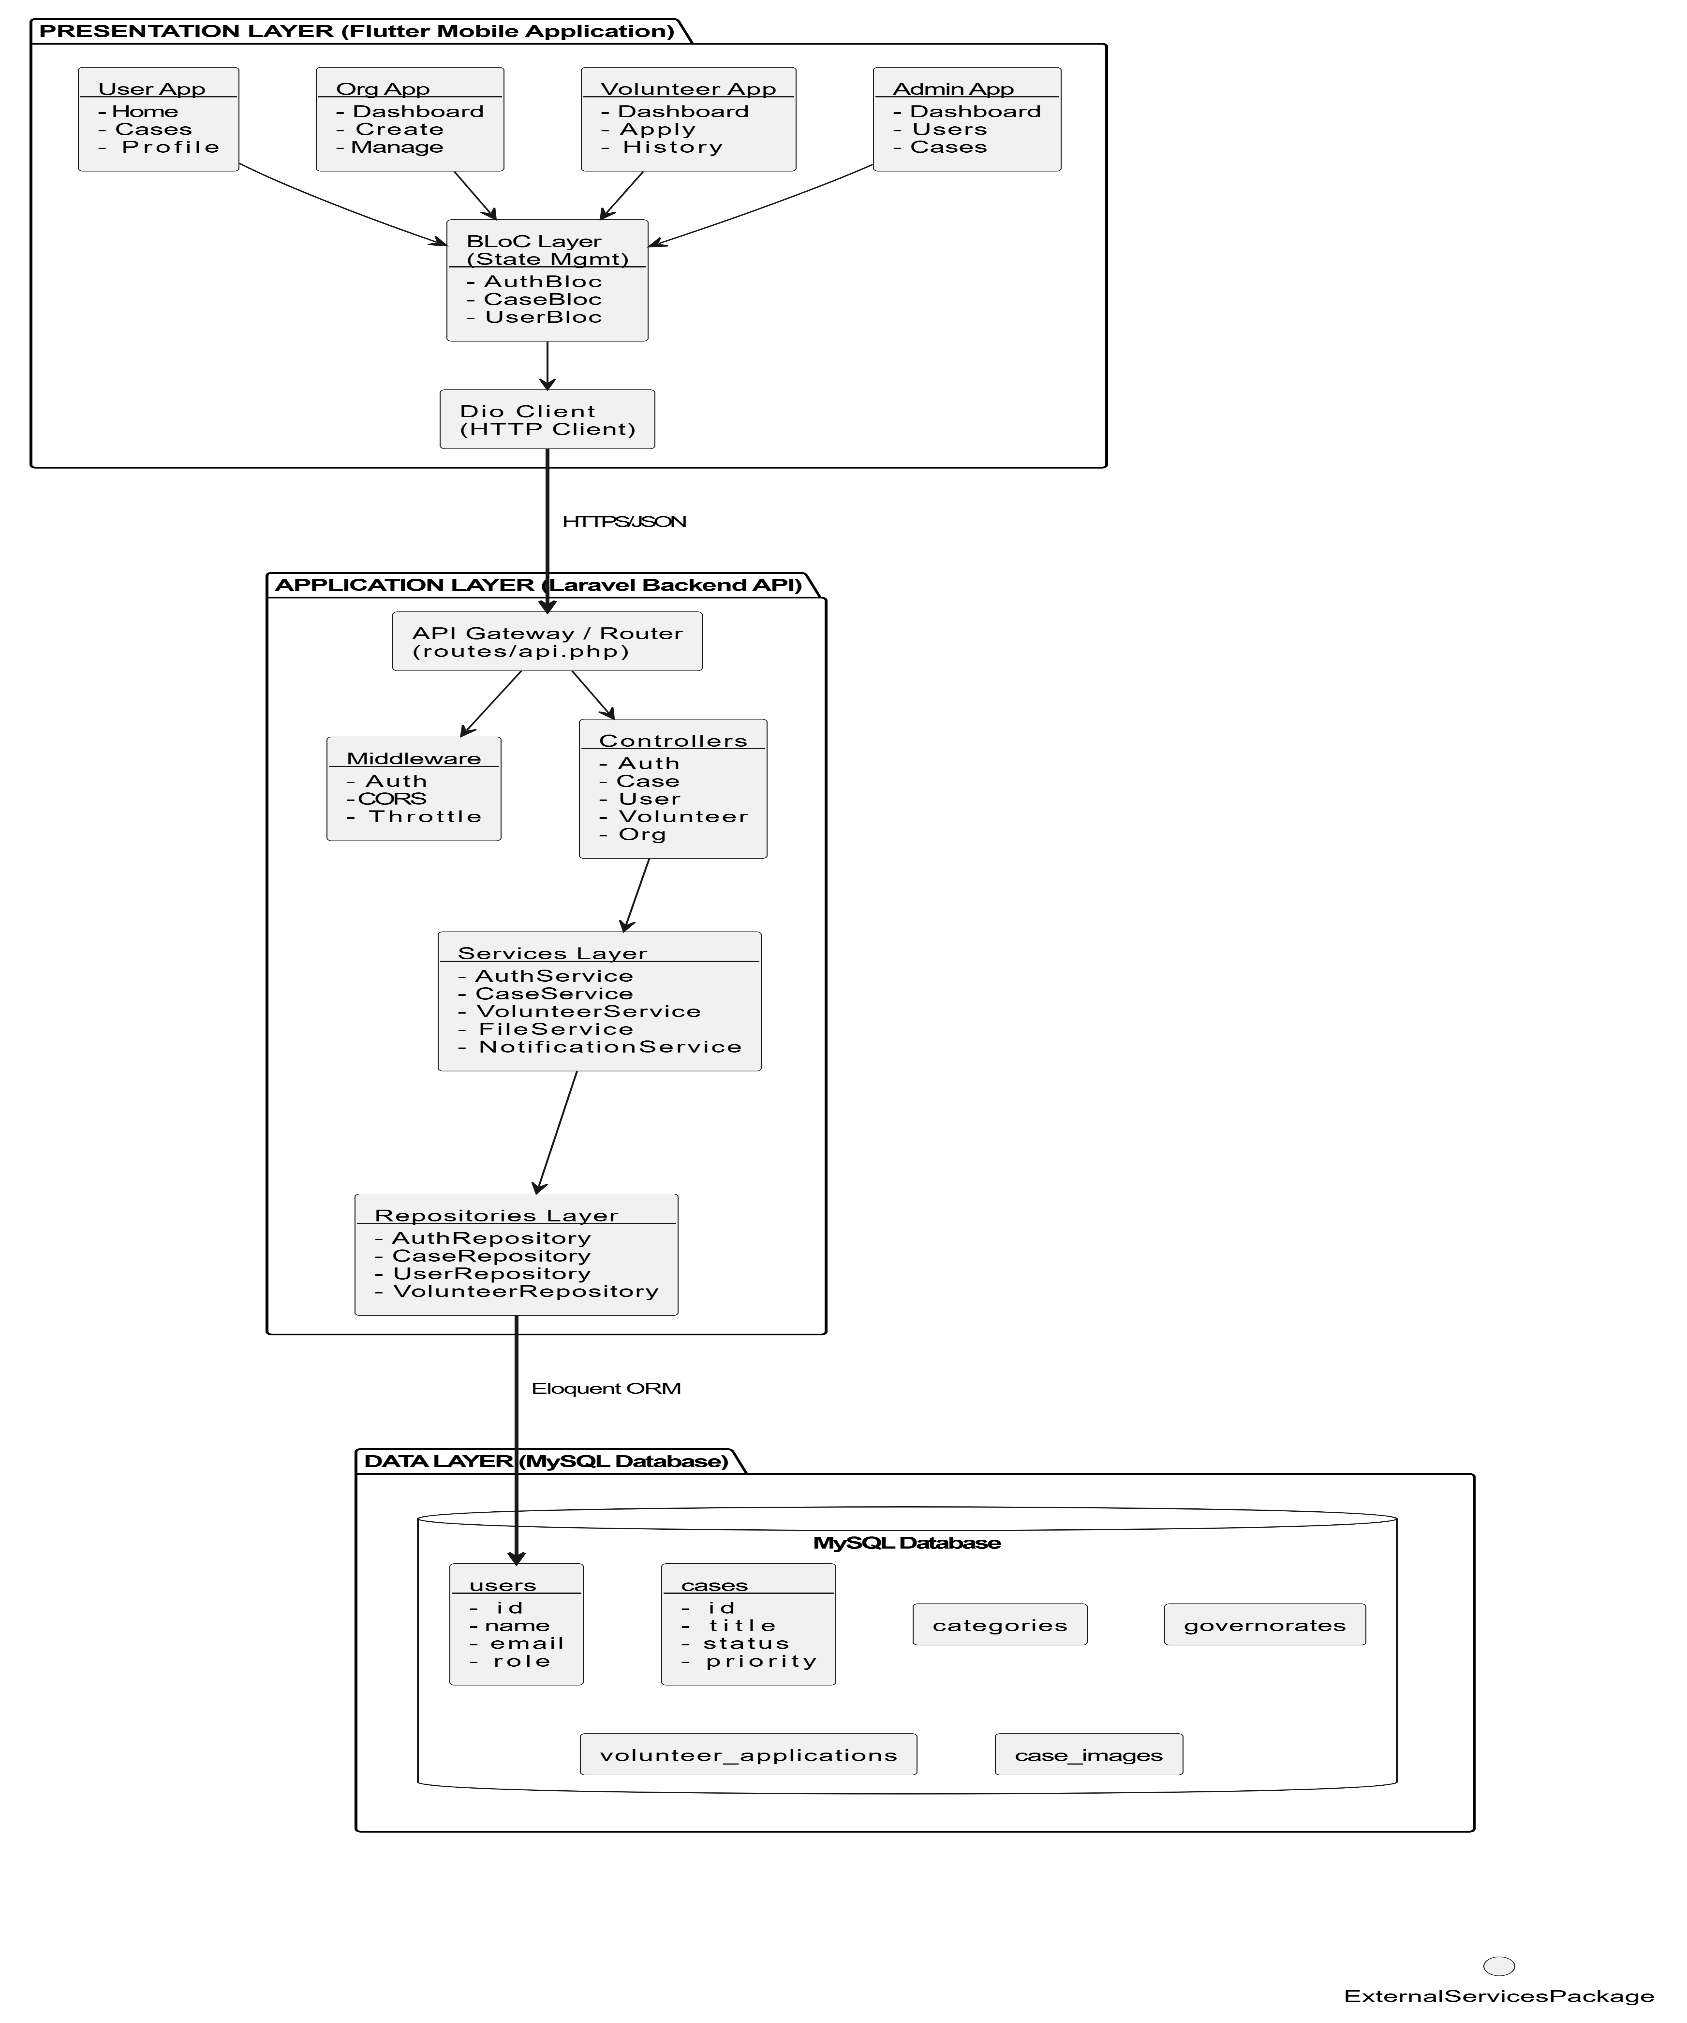 PRESENTATION LAYER (Flutter Mobile Application)
User App
- Home
- Cases
- Profile
Org App
- Dashboard
- Create
- Manage
Volunteer App
- Dashboard
- Apply
- History
Admin App
- Dashboard
- Users
- Cases
BLoC Layer
(State Mgmt)
- AuthBloc
- CaseBloc
- UserBloc
Dio Client
(HTTP Client)
HTTPS/JSON
APPLICATION LAYER (Laravel Backend API)
API Gateway / Router
(routes/api.php)
Middleware
- Auth
- CORS
- Throttle
Controllers
- Auth
- Case
- User
- Volunteer
- Org
Services Layer
- AuthService
- CaseService
- VolunteerService
- FileService
- NotificationService
Repositories Layer
- AuthRepository
- CaseRepository
- UserRepository
- VolunteerRepository
Eloquent ORM
DATA LAYER (MySQL Database)
MySQL Database
users
- id
- name
- email
- role
cases
- id
- title
- status
- priority
categories
governorates
volunteer_applications
case_images
ExternalServicesPackage